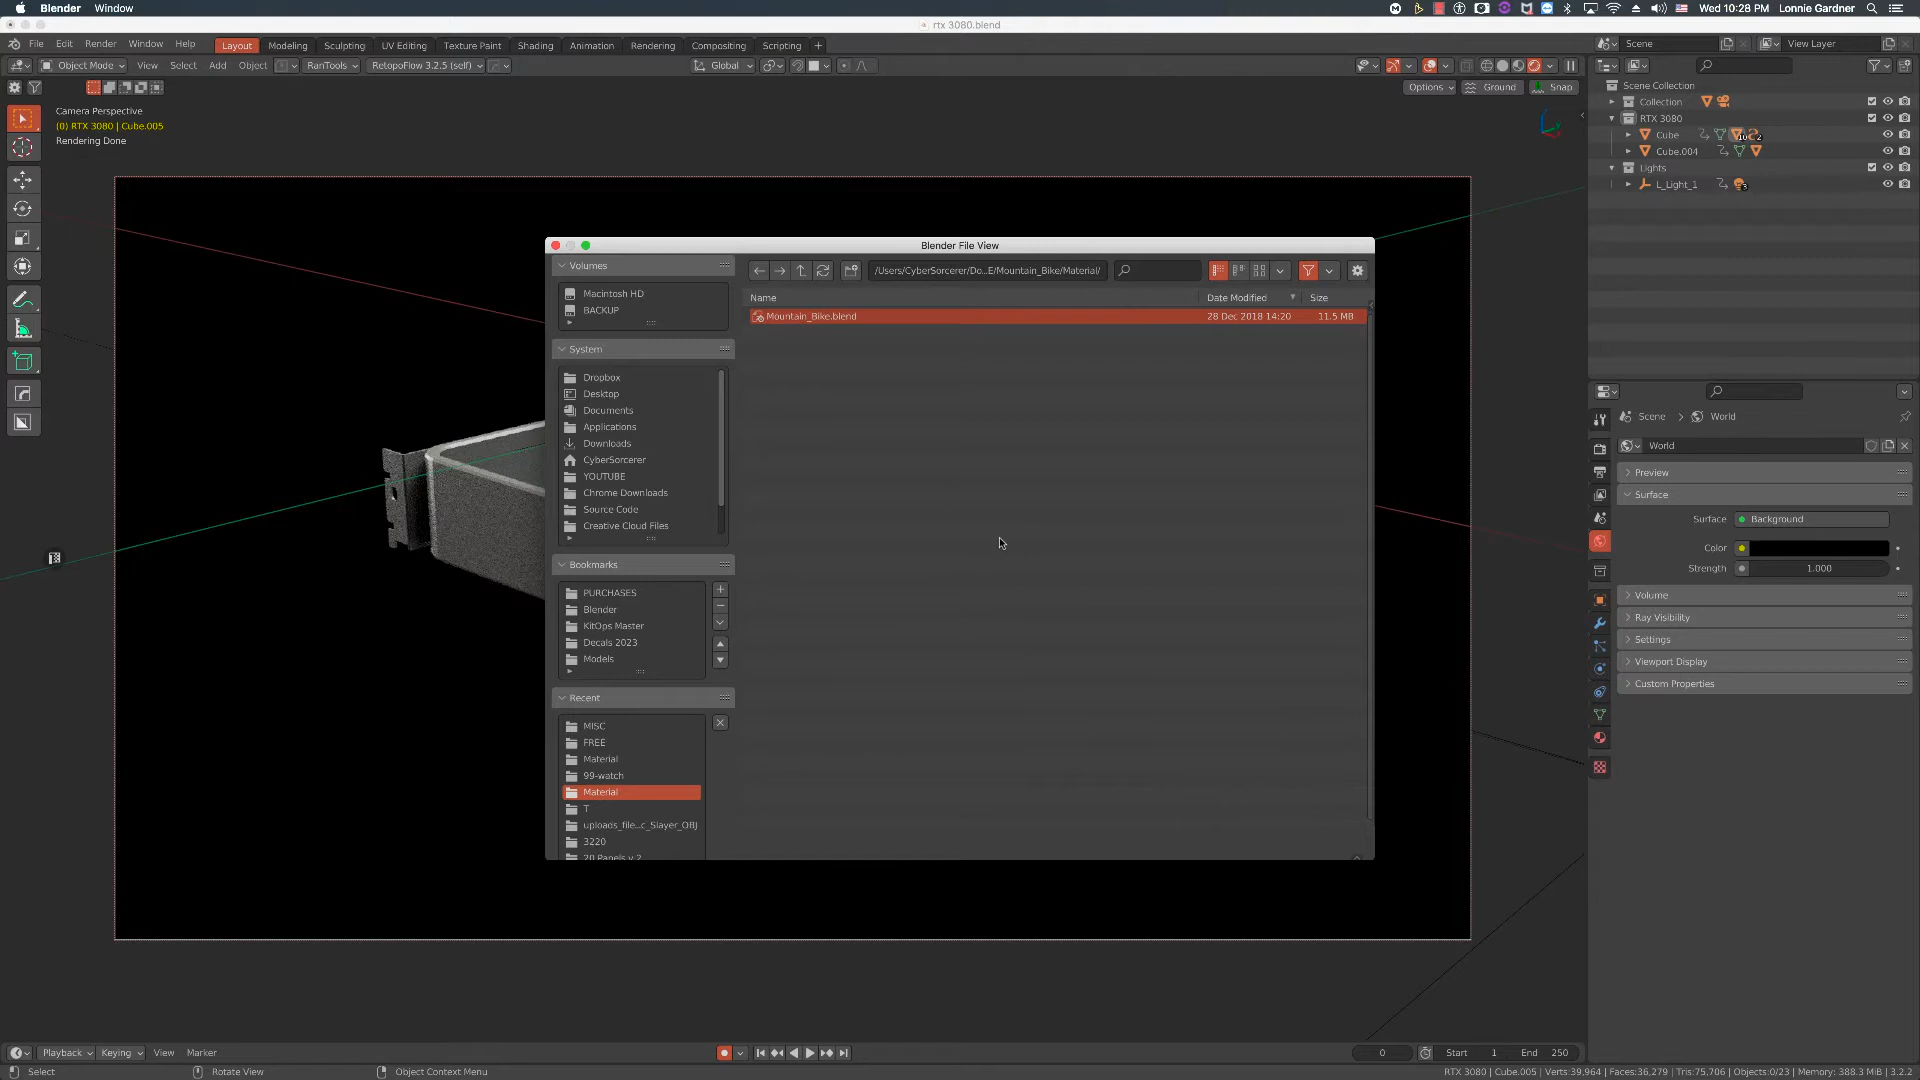 Blender Window
Wed 10:28 PM Lonnie Gardner
rtx 3080.blend
File Edit Render Window Help Layout Modeling Sculpting UV Editing Texture Paint Shading Animation Rendering Compositing Scripting +
Scene View Layer
Object Mode View Select Add Object RanTools RetopoFlow 3.2.5 (self) Global
Options Ground Snap
Camera Perspective
(0) RTX 3080 | Cube.005
Rendering Done
Scene Collection
Collection
RTX 3080
Cube 10 2
Cube.004
Lights
L_Light_1 3
Blender File View
Volumes
Macintosh HD
BACKUP
System
Dropbox
Desktop
Documents
Applications
Downloads
CyberSorcerer
YOUTUBE
Chrome Downloads
Source Code
Creative Cloud Files
Bookmarks
PURCHASES
Blender
KitOps Master
Decals 2023
Models
Recent
MISC
FREE
Material
99-watch
Material
T
uploads_file...c_Slayer_OBJ
3220
20 Panels v 2
/Users/CyberSorcerer/Do...E/Mountain_Bike/Material/
Name Date Modified Size
Mountain_Bike.blend 28 Dec 2018 14:20 11.5 MB
Scene > World
World
Preview
Surface
Surface Background
Color
Strength 1.000
Volume
Ray Visibility
Settings
Viewport Display
Custom Properties
Playback Keying View Marker
0 Start 1 End 250
Select Rotate View Object Context Menu
RTX 3080 | Cube.005 | Verts:39,964 | Faces:36,279 | Tris:75,706 | Objects:0/23 | Memory: 388.3 MiB | 3.2.2